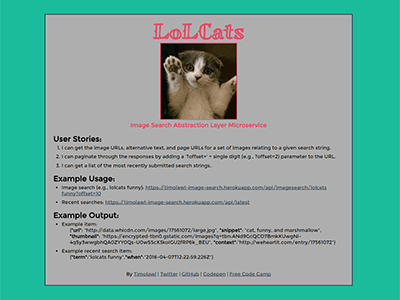 LoLCats
Image Search Abstraction Layer Microservice
User Stories:
1. I can get the image URLs, alternative text, and page URLs for a set of images relating to a given search string.
2. I can paginate through the responses by adding a '?offset=' + single digit (e.g., '?offset=2) parameter to the URL.
3. I can get a list of the most recently submitted search strings.
Example Usage:
• Image search (e.g., lolcats funny): https://timolawl-image-search.herokuapp.com/api/imagesearch/lolcats
funny?offset=10
• Recent searches: https://timolawl-image-search.herokuapp.com/api/latest
Example Output:
• Example item:
{"url": "http://data.whicdn.com/images/17561072/large.jpg", "snippet": "cat, funny, and marshmallow",
"thumbnail": "https://encrypted-tbn0.gstatic.com/images?q=tbn:
"context":"http://weheartit.com/entry/17561072"}
• Example recent search item:
{"term":"lolcats funny","when":"2016-04-07T12:22:59.226Z"}
By Timolawl | Twitter | GitHub | Codepen | Free Code Camp